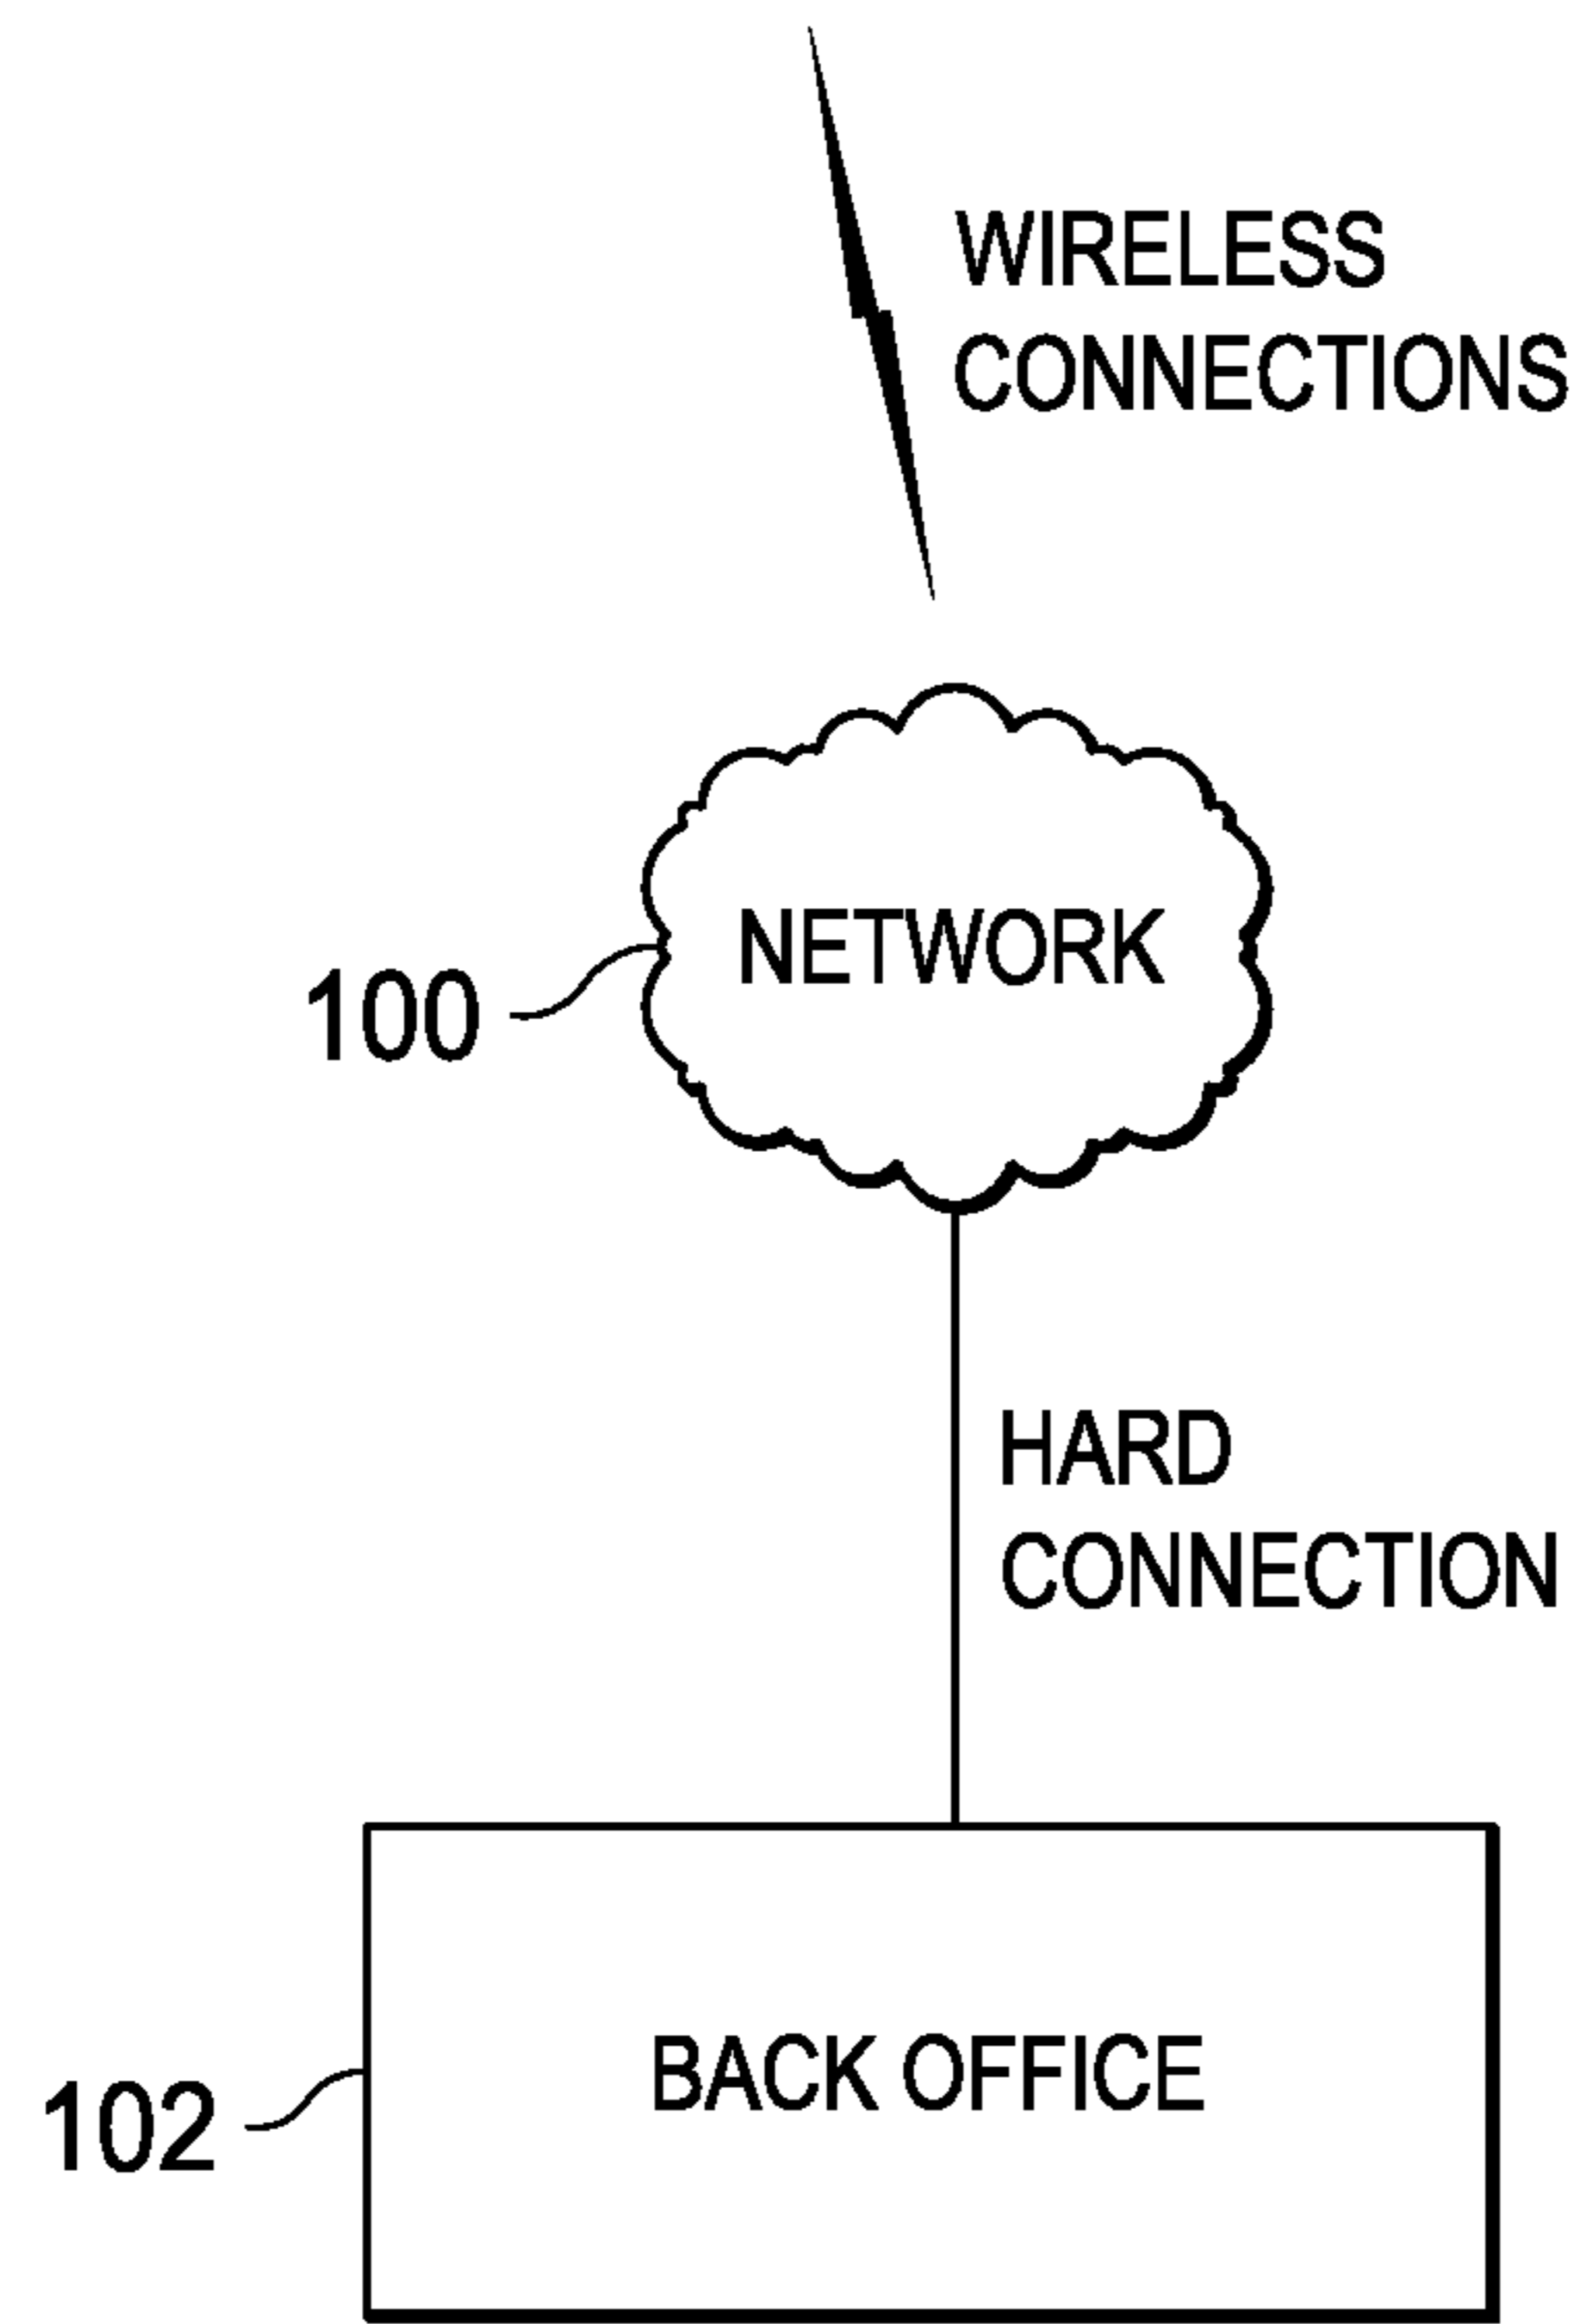 WIRELESS
CONNECTIONS
NETWORK
100
HARD
CONNECTION
BACK OFFICE
102